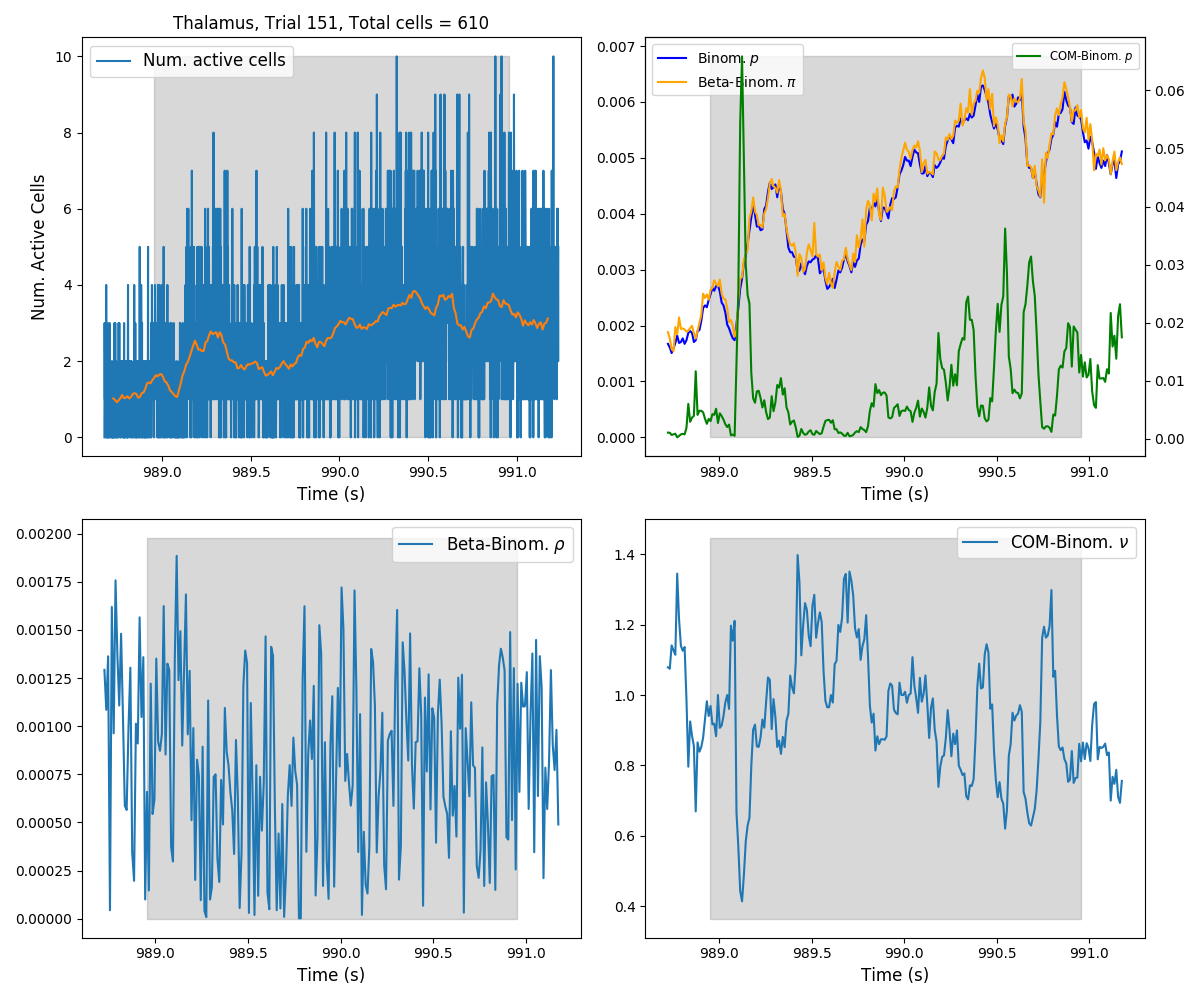 Thalamus, Trial 151, Total cells = 610
Num. active cells
10
8
6
4
2
0
Num. Active Cells
989.0 989.5 990.0 990.5 991.0
Time (s)
Binom. p
Beta-Binom. π
COM-Binom. p
0.007
0.006
0.005
0.004
0.003
0.002
0.001
0.000
0.06
0.05
0.04
0.03
0.02
0.01
0.00
989.0 989.5 990.0 990.5 991.0
Time (s)
Beta-Binom. ρ
0.00200
0.00175
0.00150
0.00125
0.00100
0.00075
0.00050
0.00025
0.00000
989.0 989.5 990.0 990.5 991.0
Time (s)
COM-Binom. ν
1.4
1.2
1.0
0.8
0.6
0.4
989.0 989.5 990.0 990.5 991.0
Time (s)